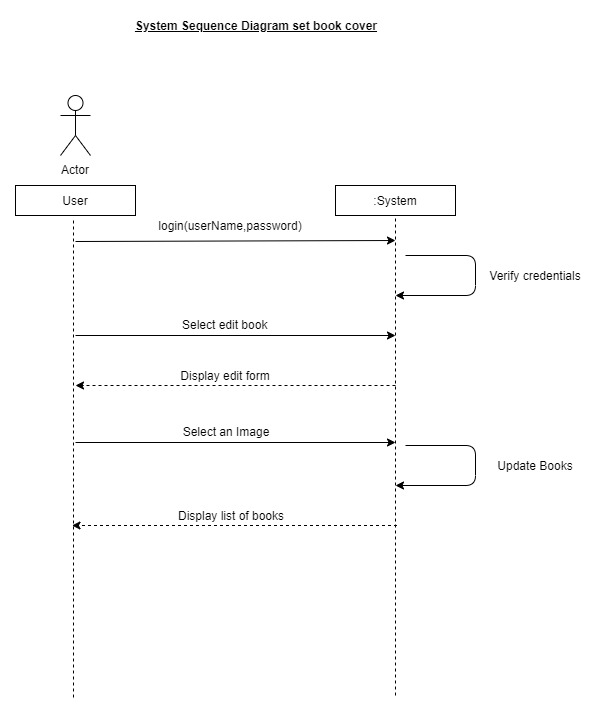 System Sequence Diagram set book cover
Actor
User
:System
login(userName,password)
Verify credentials
Select edit book
Display edit form
Select an Image
Update Books
Display list of books